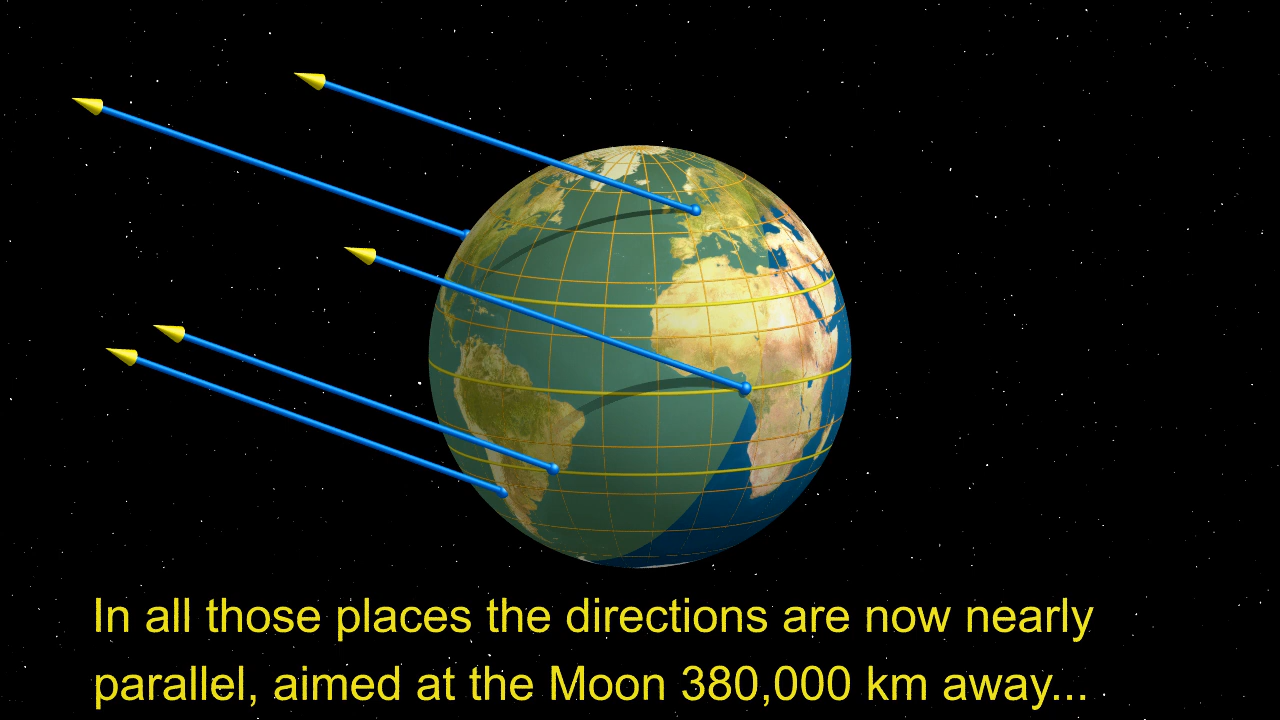 In all those places the directions are now nearly
parallel, aimed at the Moon 380,000 km away...